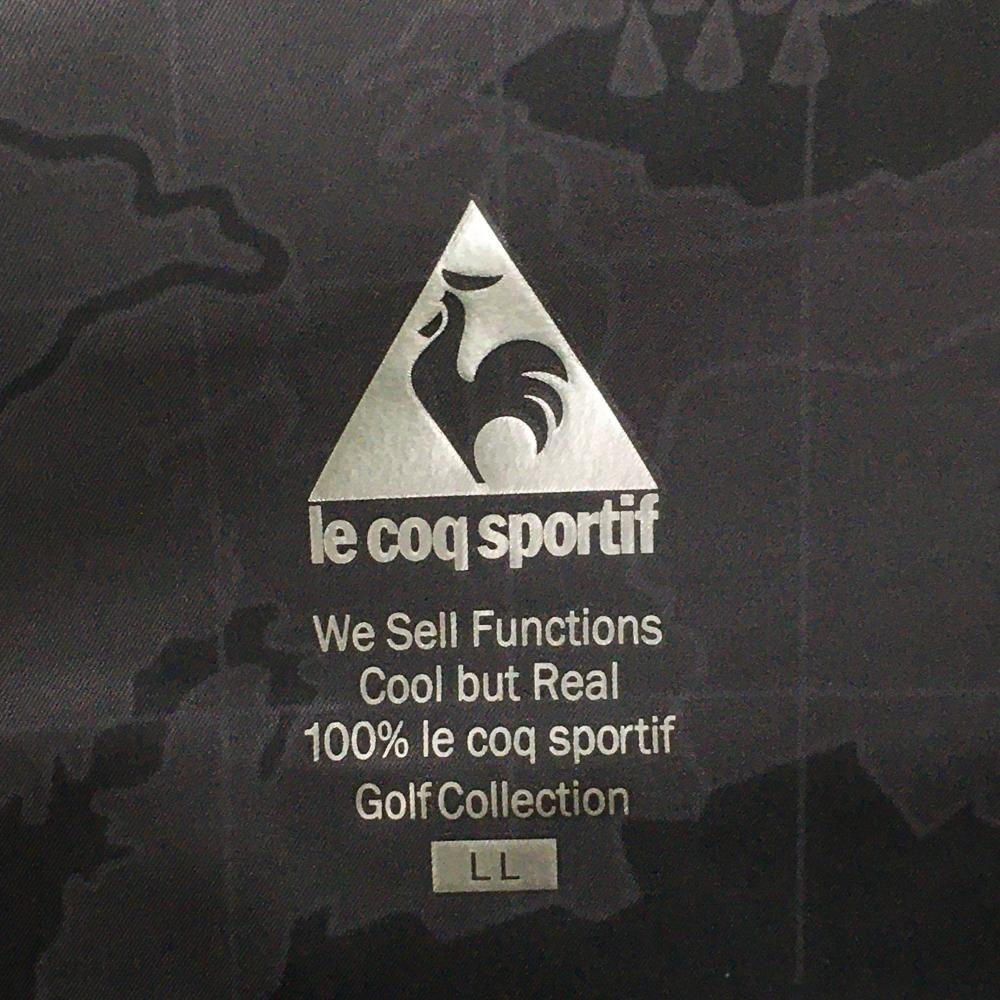 le coq sportif
We Sell Functions
Cool but Real
100% le coq sportif
Golf Collection
LL